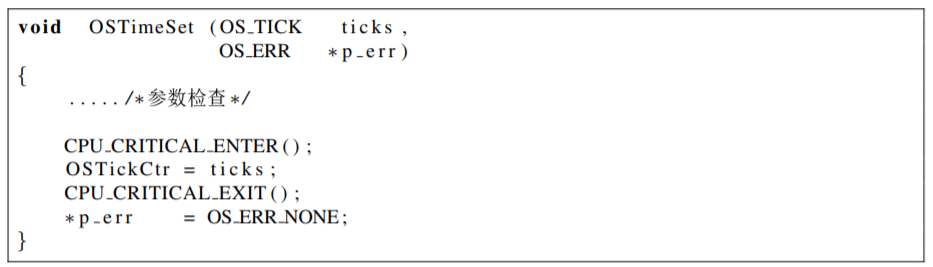 void OSTimeSet (OS_TICK ticks,
OS_ERR *p_err)
{
...../*参数检查*/
CPU_CRITICAL_ENTER();
OSTickCtr = ticks;
CPU_CRITICAL_EXIT();
*p_err = OS_ERR_NONE;
}